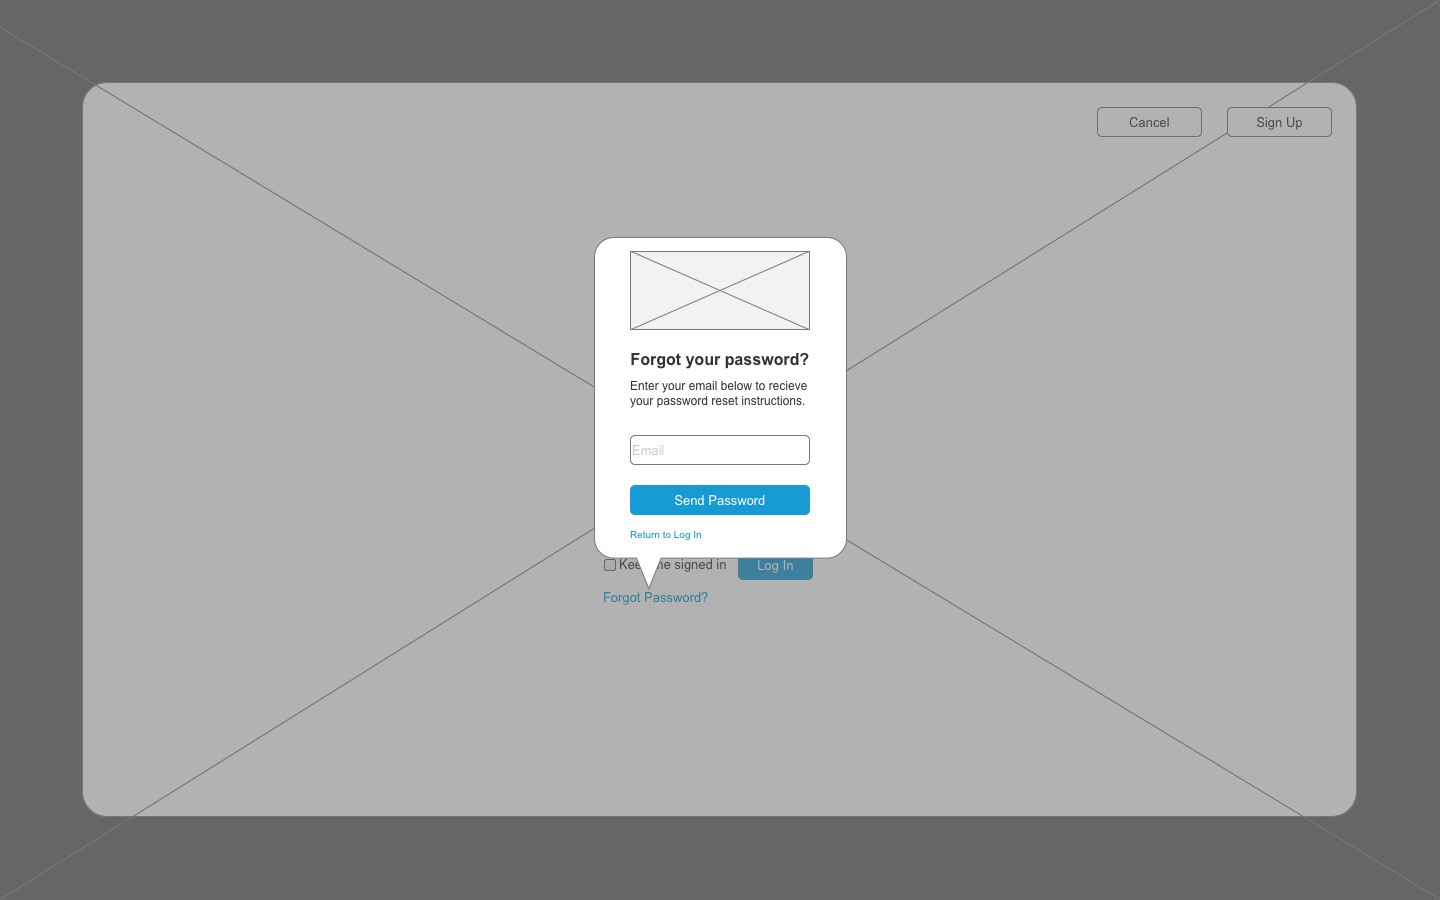 Cancel
Sign Up
Forgot your password?
Enter your email below to recieve
your password reset instructions.
Email
Send Password
Return to Log In
Kee me signed in
Log In
Forgot Password?